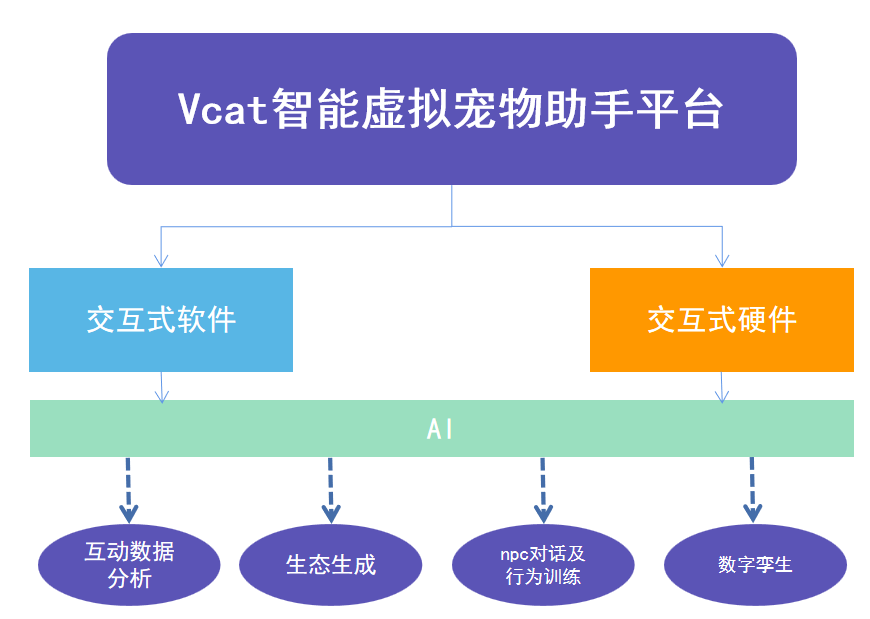 Vcat智能虚拟宠物助手平台
交互式软件
交互式硬件
AI
互动数据
分析
生态生成
npc对话及
行为训练
数字孪生